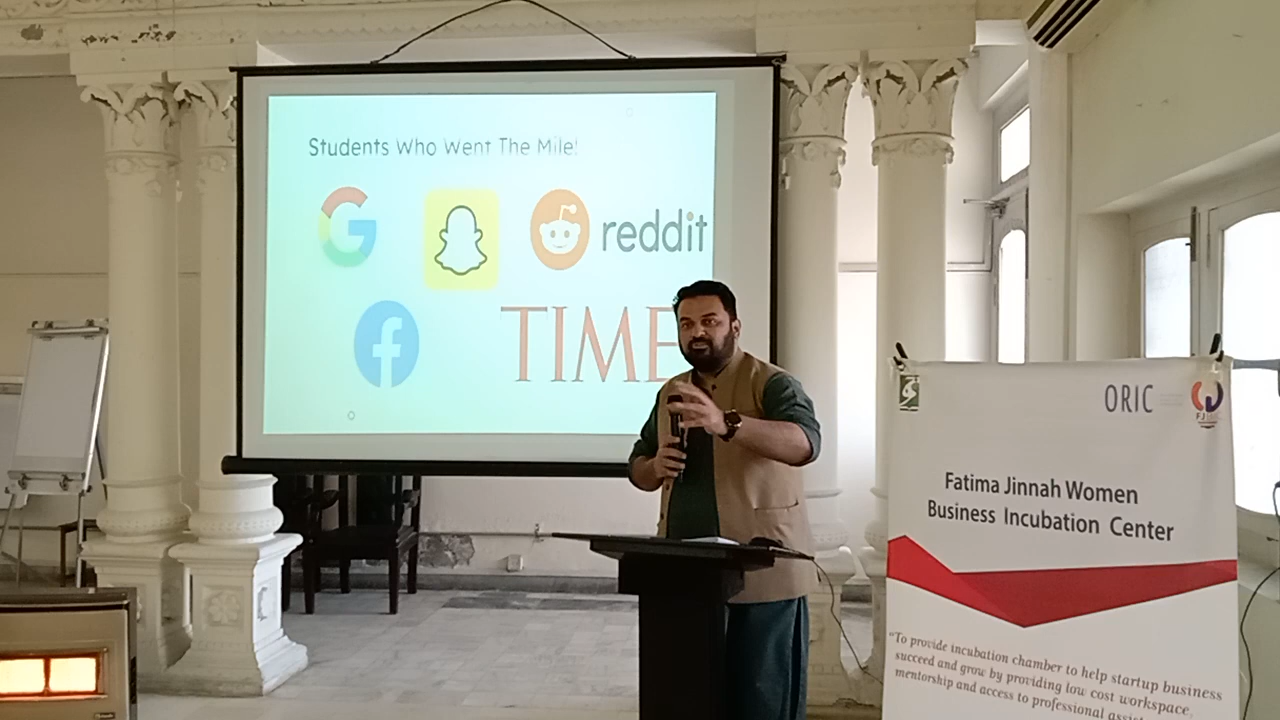 Students Who Went The Mile!
reddit
TIME
ORIC
Fatima Jinnah Women
Business Incubation Center
"To provide incubation chamber to help startup business
succeed and grow by providing low cost workspace,
mentorship and access to professional